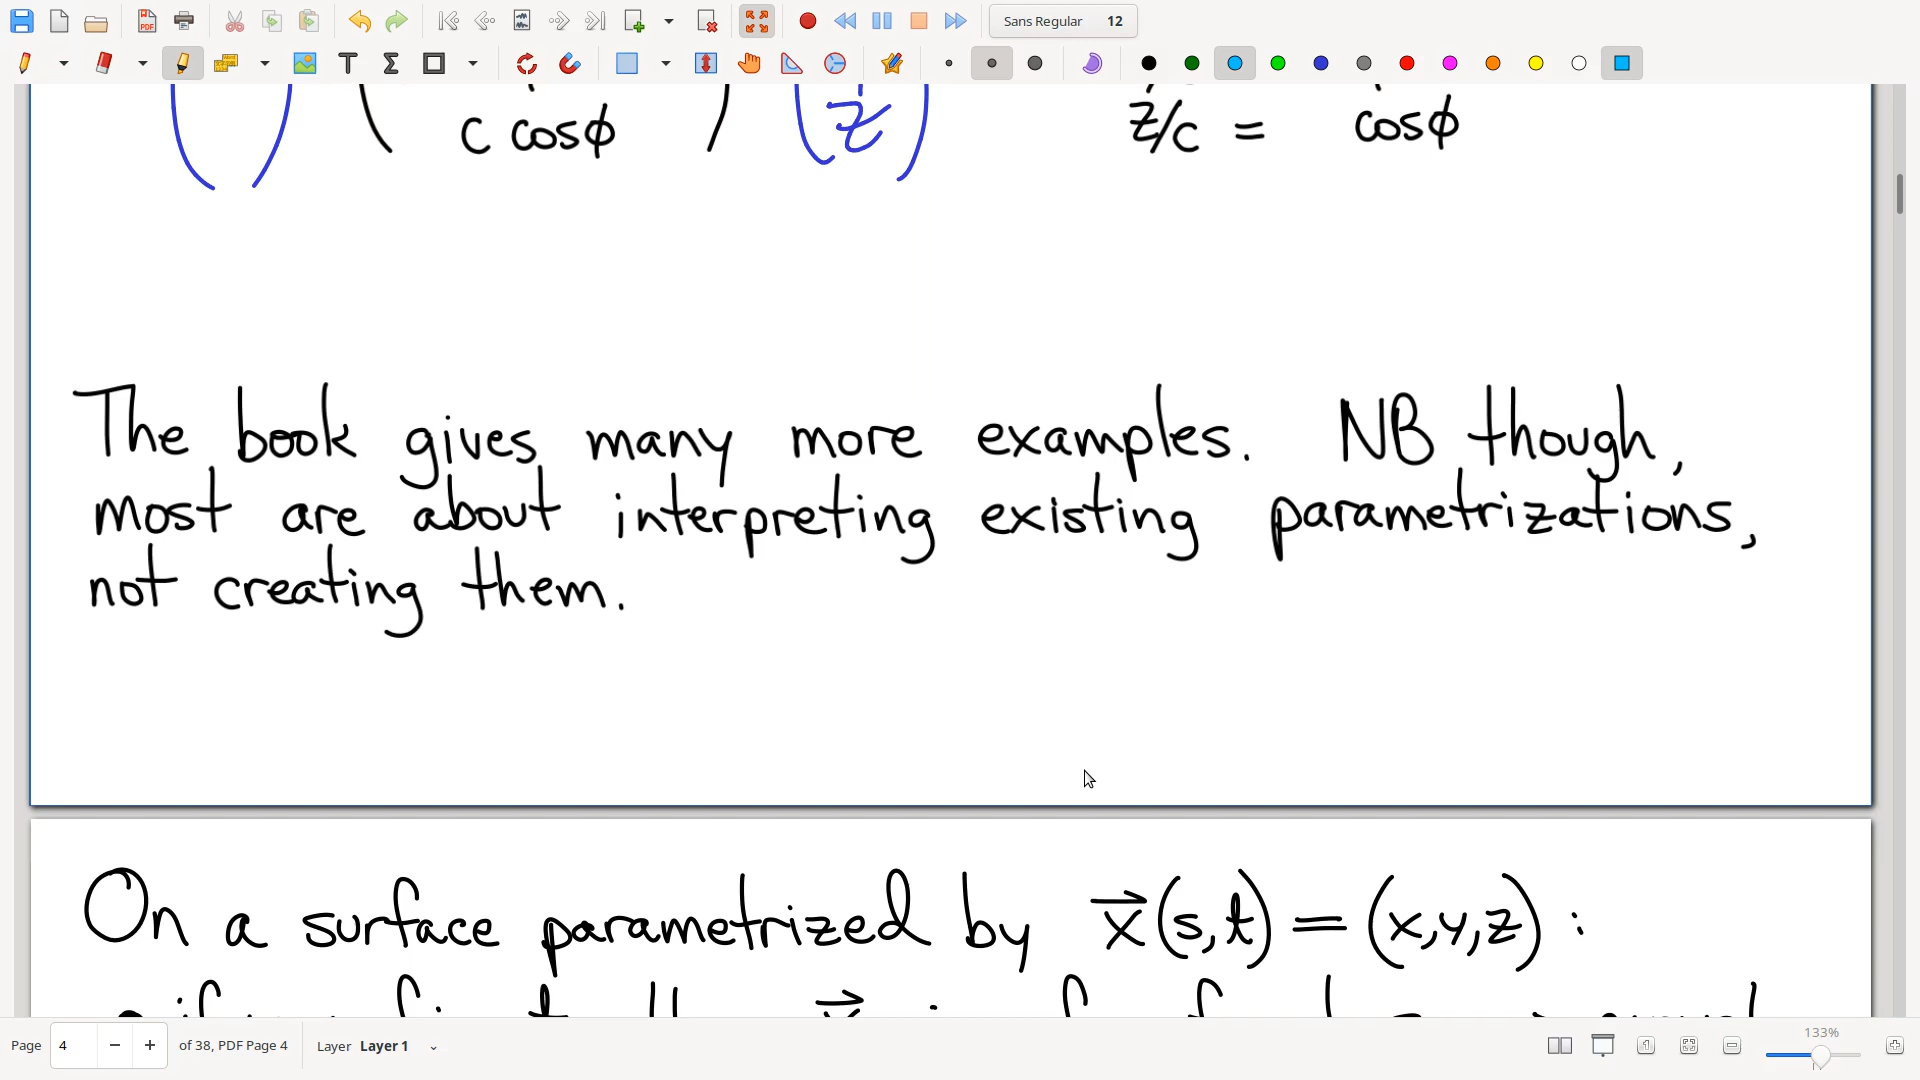 Sans Regular 12
c cosϕ z z/c = cosϕ
The book gives many more examples. NB though,
most are about interpreting existing parametrizations,
not creating them.
On a surface parametrized by x⃗(s,t) = (x,y,z) :
Page 4 − + of 38, PDF Page 4 Layer Layer 1 133%